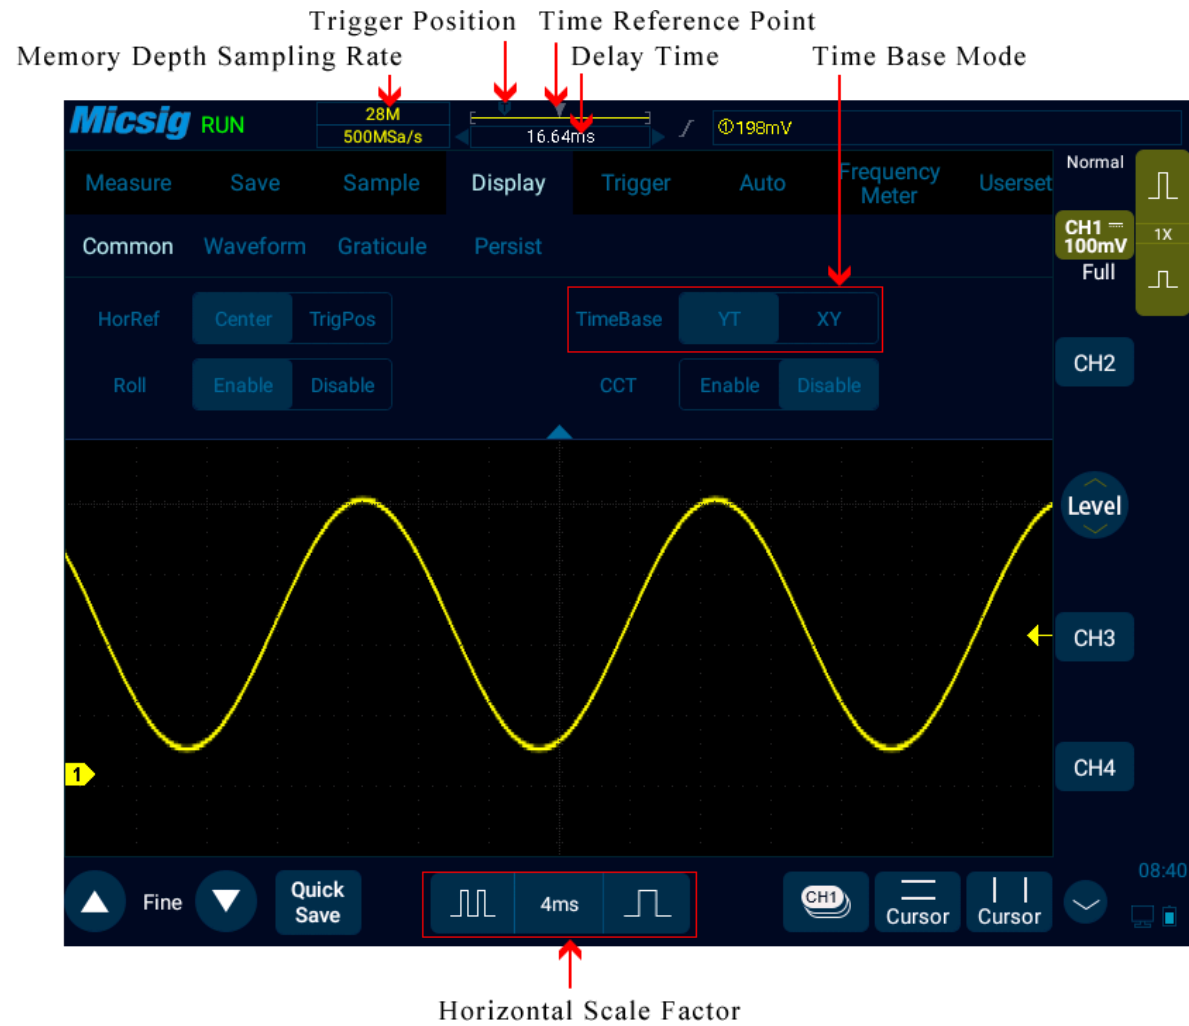 Trigger Position Time Reference Point
Memory Depth Sampling Rate Delay Time Time Base Mode
Micsig RUN 28M
500MSa/s
16.64ms
①198mV
Measure Save Sample Display Trigger Auto Frequency Meter Userset
Normal
Common Waveform Graticule Persist
CH1
100mV
1X
Full
HorRef Center TrigPos TimeBase YT XY
Roll Enable Disable CCT Enable Disable
CH2
Level
CH3
1
CH4
08:40
Fine Quick Save 4ms CH1 Cursor Cursor
Horizontal Scale Factor